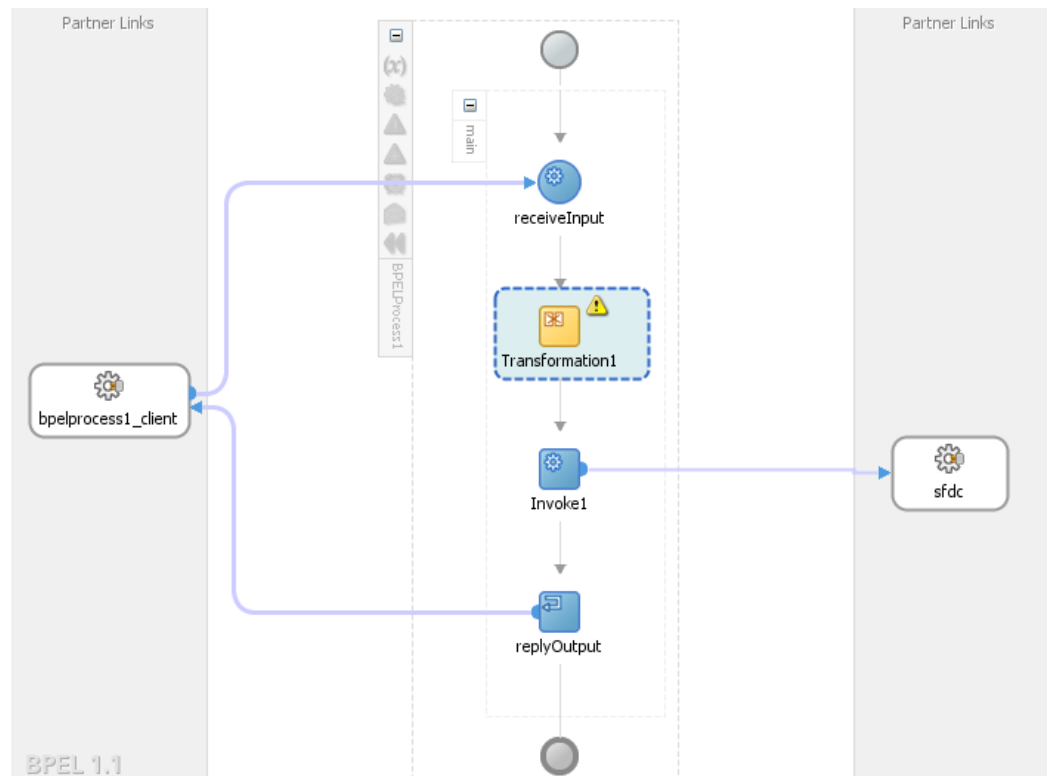 Partner Links
Partner Links
(x)
main
receiveInput
BPELProcess1
Transformation1
bpelprocess1_client
Invoke1
sfdc
replyOutput
BPEL 1.1